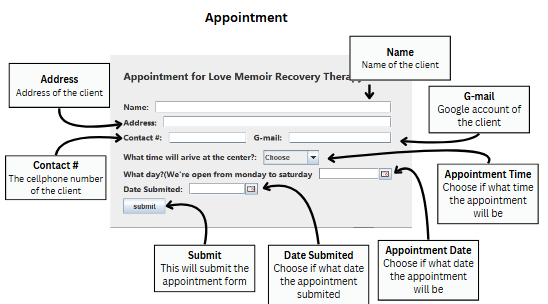 Appointment
Name
Name of the client
Address
Address of the client
Appointment for Love Memoir Recovery Therapy
G-mail
Google account of
the client
Name:
Address:
Contact #:
G-mail:
Contact #
The cellphone number
of the client
What time will arive at the center?:
Choose
What day?(We're open from monday to saturday
Date Submited:
submit
Appointment Time
Choose if what time
the appointment
will be
Submit
This will submit the
appointment form
Date Submited
Choose if what date
the appointment
submited
Appointment Date
Choose if what date
the appointment
will be